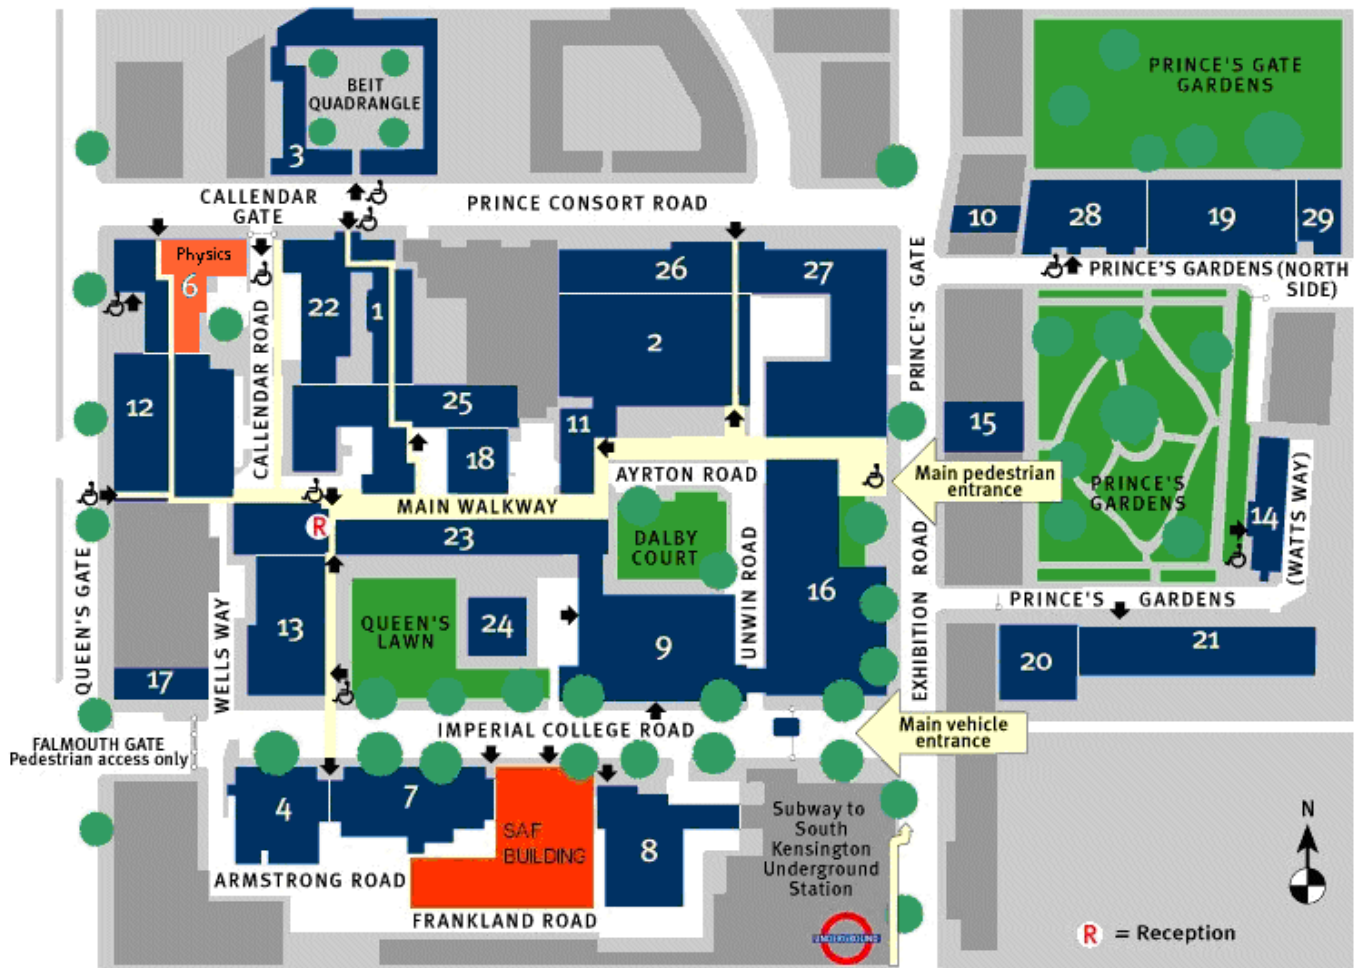 BEIT
QUADRANGLE
PRINCE'S GATE
GARDENS
3
CALLENDAR
GATE
PRINCE CONSORT ROAD
10
28
19
29
Physics
6
22
1
26
27
2
PRINCE'S GATE
PRINCE'S GARDENS (NORTH
SIDE)
CALLENDAR ROAD
12
25
11
15
18
AYRTON ROAD
Main pedestrian
entrance
PRINCE'S
GARDENS
14
(WATTS WAY)
MAIN WALKWAY
R
23
DALBY
COURT
UNWIN ROAD
16
EXHIBITION ROAD
QUEEN'S GATE
WELLS WAY
13
QUEEN'S
LAWN
24
9
PRINCE'S GARDENS
20
21
17
IMPERIAL COLLEGE ROAD
Main vehicle
entrance
FALMOUTH GATE
Pedestrian access only
4
7
SAF
BUILDING
8
Subway to
South
Kensington
Underground
Station
N
ARMSTRONG ROAD
FRANKLAND ROAD
UNDERGROUND
R = Reception